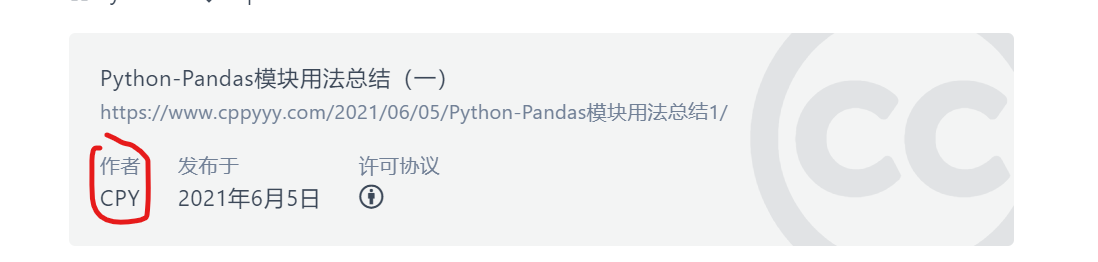 Python-Pandas模块用法总结（一）
https://www.cppyyy.com/2021/06/05/Python-Pandas模块用法总结1/
作者 发布于 许可协议
CPY 2021年6月5日
cc